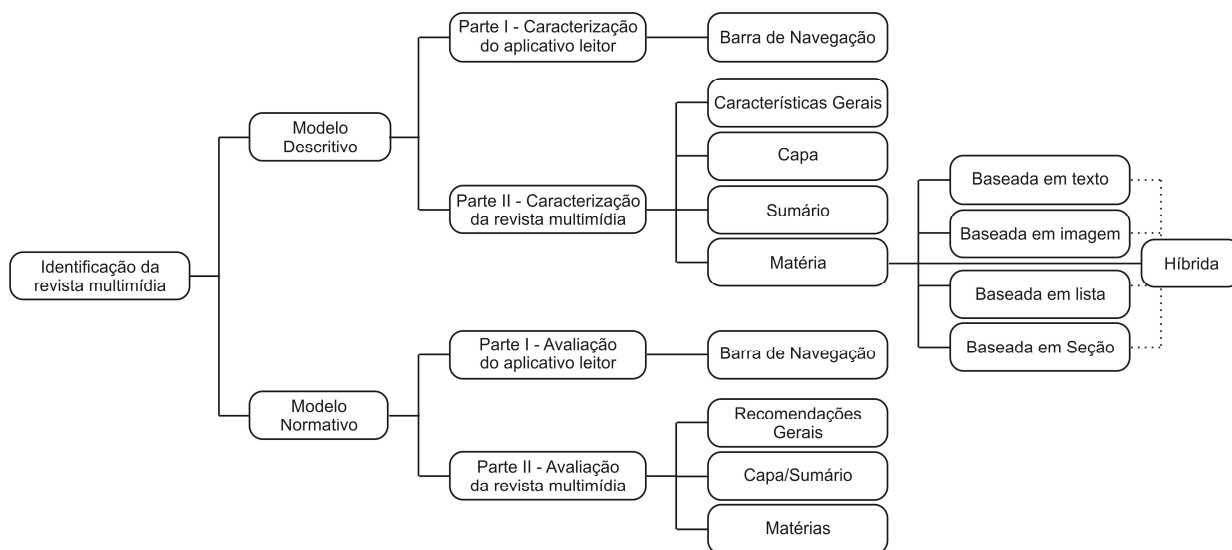 Identificação da
revista multimídia
Modelo
Descritivo
Parte I - Caracterização
do aplicativo leitor
Barra de Navegação
Parte II - Caracterização
da revista multimídia
Características Gerais
Capa
Sumário
Matéria
Baseada em texto
Baseada em imagem
Baseada em lista
Baseada em Seção
Híbrida
Modelo
Normativo
Parte I - Avaliação
do aplicativo leitor
Barra de Navegação
Parte II - Avaliação
da revista multimídia
Recomendações
Gerais
Capa/Sumário
Matérias